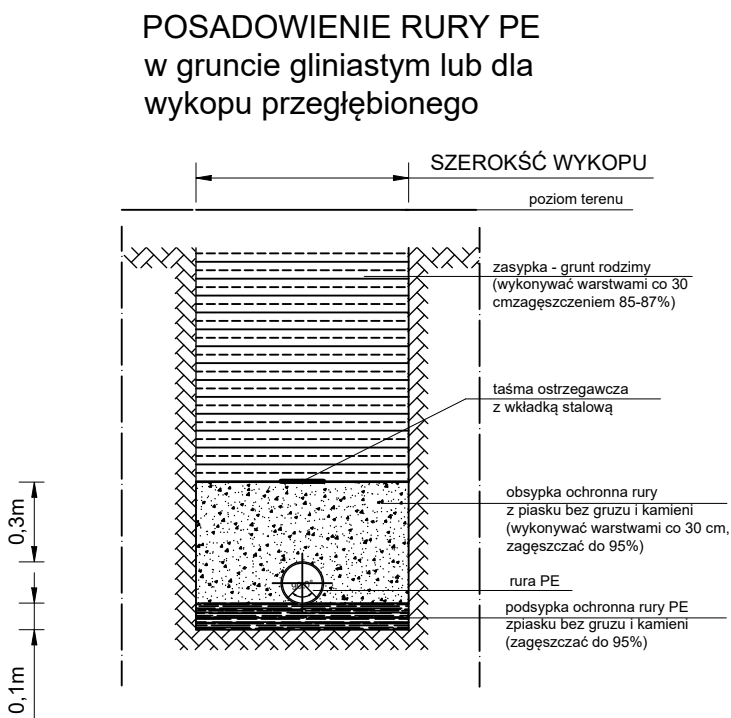 POSADOWIENIE RURY PE
w gruncie gliniastym lub dla
wykopu przegłębionego
SZEROKŚĆ WYKOPU
poziom terenu
zasypka - grunt rodzimy
(wykonywać warstwami co 30
cmzagęszczeniem 85-87%)
taśma ostrzegawcza
z wkładką stalową
obsypka ochronna rury
z piasku bez gruzu i kamieni
(wykonywać warstwami co 30 cm,
zagęszczać do 95%)
0,3m
rura PE
podsypka ochronna rury PE
zpiasku bez gruzu i kamieni
(zagęszczać do 95%)
0,1m